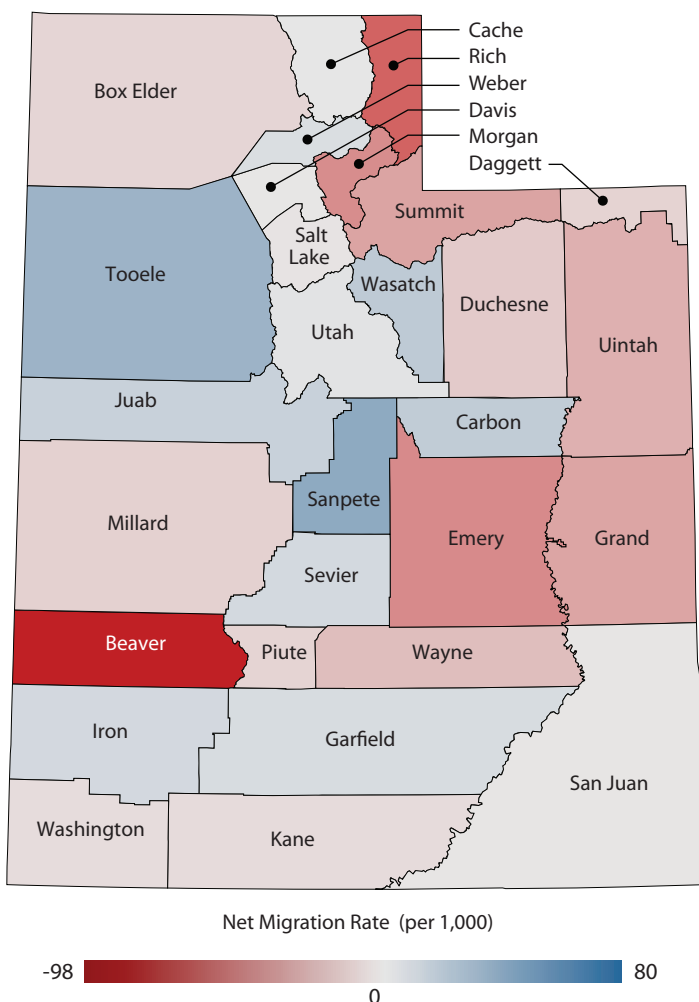 Cache
Rich
Weber
Davis
Morgan
Daggett
Box Elder
Summit
Salt
Lake
Tooele
Wasatch
Duchesne
Utah
Uintah
Juab
Carbon
Sanpete
Millard
Emery
Grand
Sevier
Beaver
Piute
Wayne
Iron
Garfield
San Juan
Washington
Kane
Net Migration Rate (per 1,000)
-98
80
0